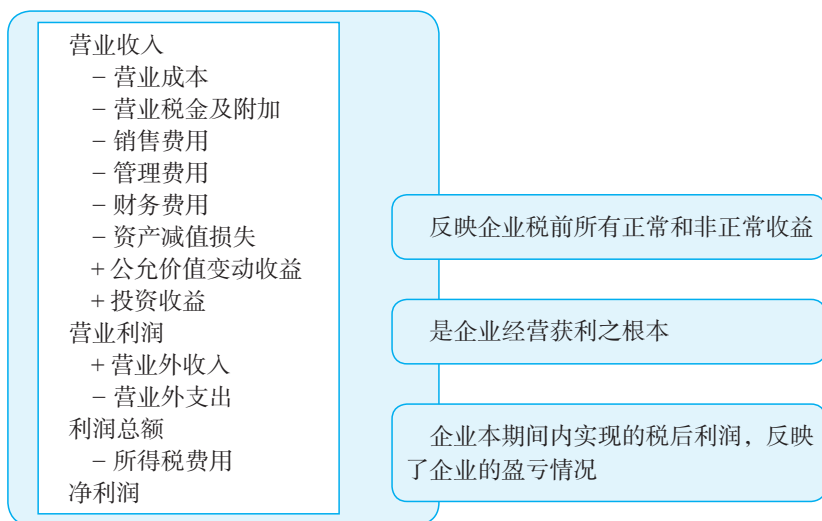 营业收入
− 营业成本
− 营业税金及附加
− 销售费用
− 管理费用
− 财务费用
− 资产减值损失
+ 公允价值变动收益
+ 投资收益
营业利润
+ 营业外收入
− 营业外支出
利润总额
− 所得税费用
净利润
反映企业税前所有正常和非正常收益
是企业经营获利之根本
企业本期间内实现的税后利润，反映
了企业的盈亏情况